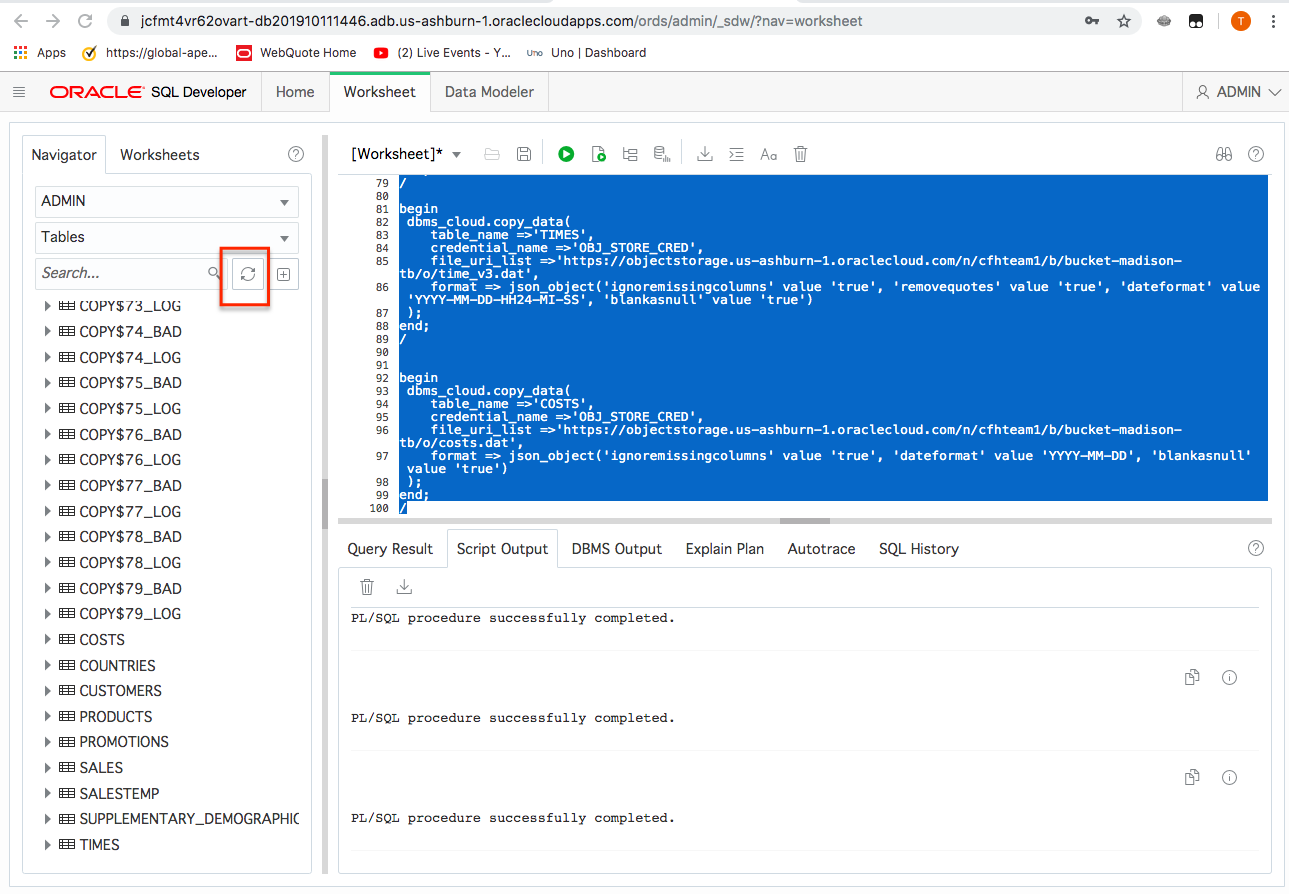 jcfmt4vr62ovart-db201910111446.adb.us-ashburn-1.oraclecloudapps.com/ords/admin/_sdw/?nav=worksheet
T
Apps
https://global-ape...
WebQuote Home
(2) Live Events - Y...
Uno
Uno | Dashboard
ORACLE SQL Developer
Home
Worksheet
Data Modeler
ADMIN
Navigator
Worksheets
ADMIN
Tables
Search...
COPY$73_LOG
COPY$74_BAD
COPY$74_LOG
COPY$75_BAD
COPY$75_LOG
COPY$76_BAD
COPY$76_LOG
COPY$77_BAD
COPY$77_LOG
COPY$78_BAD
COPY$78_LOG
COPY$79_BAD
COPY$79_LOG
COSTS
COUNTRIES
CUSTOMERS
PRODUCTS
PROMOTIONS
SALES
SALESTEMP
SUPPLEMENTARY_DEMOGRAPHIC
TIMES
[Worksheet]*
Aa
79 /
80
81 begin
82 dbms_cloud.copy_data(
83 table_name =>'TIMES',
84 credential_name =>'OBJ_STORE_CRED',
85 file_uri_list =>'https://objectstorage.us-ashburn-1.oraclecloud.com/n/cfhteam1/b/bucket-madison-
tb/o/time_v3.dat',
86 format => json_object('ignoremissingcolumns' value 'true', 'removequotes' value 'true', 'dateformat' value
'YYYY-MM-DD-HH24-MI-SS', 'blankasnull' value 'true')
87 );
88 end;
89 /
90
91
92 begin
93 dbms_cloud.copy_data(
94 table_name =>'COSTS',
95 credential_name =>'OBJ_STORE_CRED',
96 file_uri_list =>'https://objectstorage.us-ashburn-1.oraclecloud.com/n/cfhteam1/b/bucket-madison-
tb/o/costs.dat',
97 format => json_object('ignoremissingcolumns' value 'true', 'dateformat' value 'YYYY-MM-DD', 'blankasnull'
value 'true')
98 );
99 end;
100 /
Query Result
Script Output
DBMS Output
Explain Plan
Autotrace
SQL History
PL/SQL procedure successfully completed.
PL/SQL procedure successfully completed.
PL/SQL procedure successfully completed.